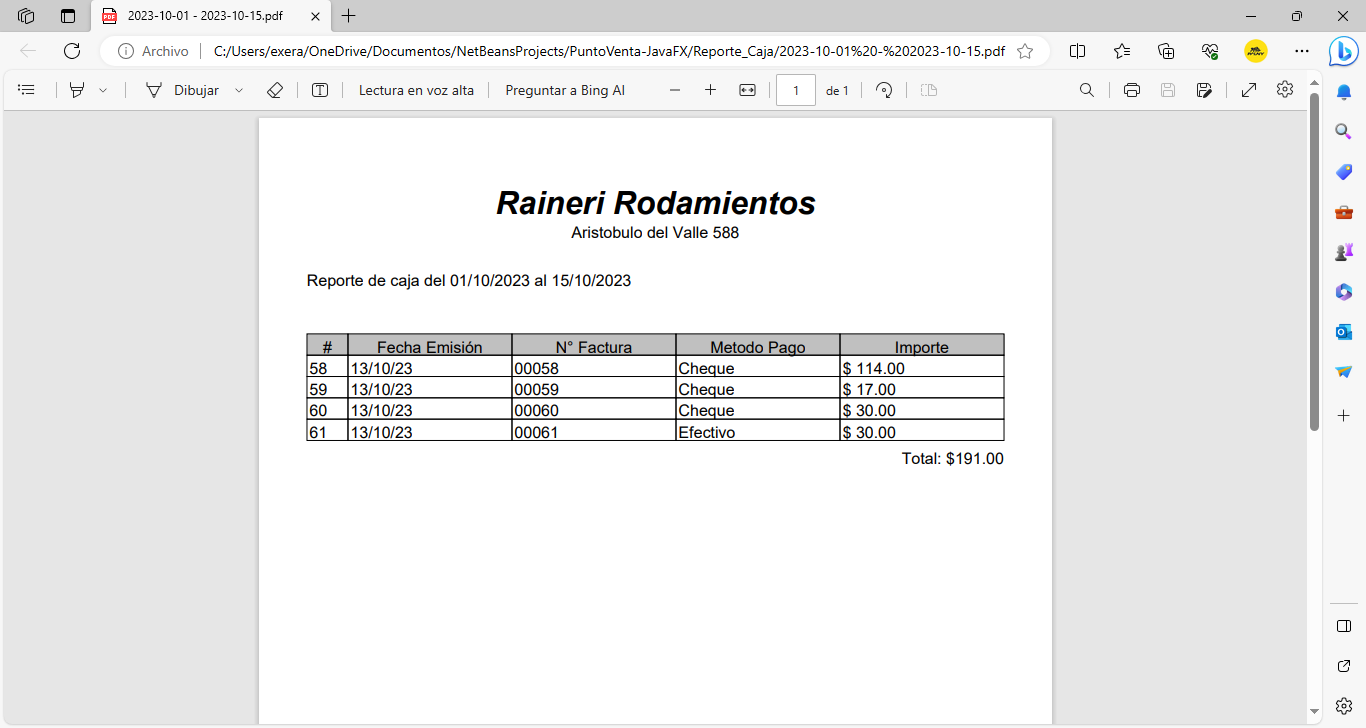 2023-10-01 - 2023-10-15.pdf
Archivo C:/Users/exera/OneDrive/Documentos/NetBeansProjects/PuntoVenta-JavaFX/Reporte_Caja/2023-10-01%20-%202023-10-15.pdf
Dibujar Lectura en voz alta Preguntar a Bing AI 1 de 1
Raineri Rodamientos
Aristobulo del Valle 588
Reporte de caja del 01/10/2023 al 15/10/2023
# Fecha Emisión N° Factura Metodo Pago Importe
58 13/10/23 00058 Cheque $ 114.00
59 13/10/23 00059 Cheque $ 17.00
60 13/10/23 00060 Cheque $ 30.00
61 13/10/23 00061 Efectivo $ 30.00
Total: $191.00